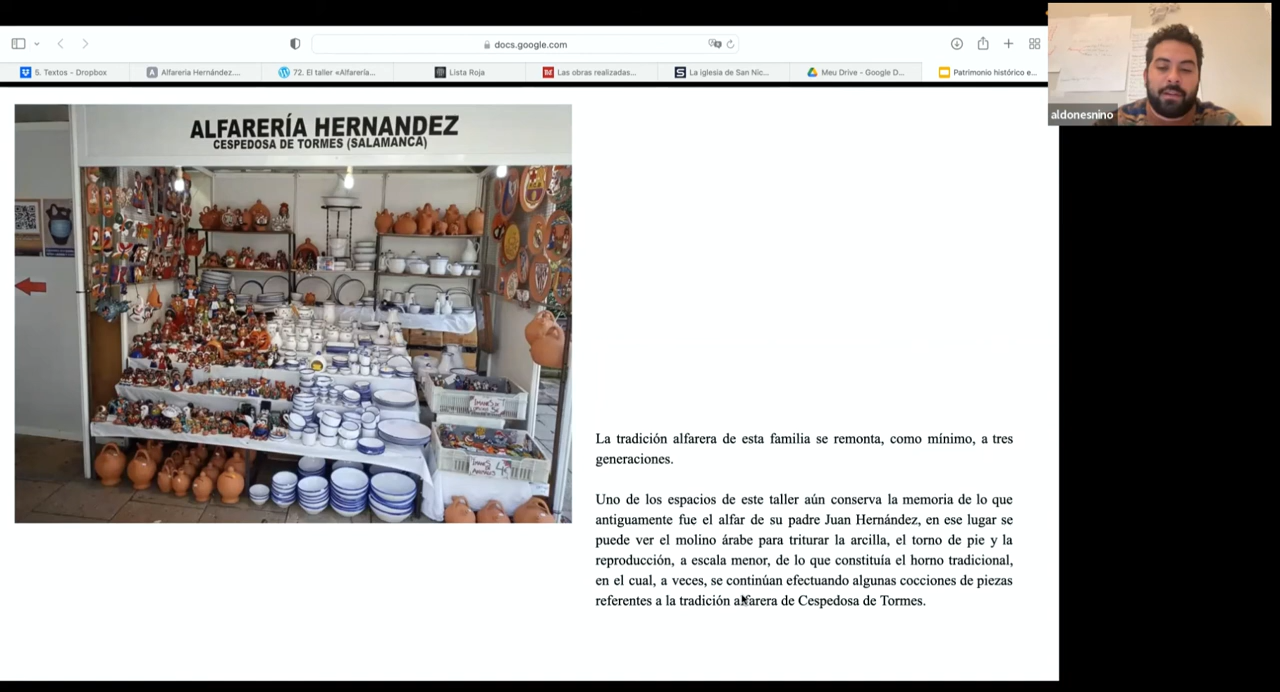 docs.google.com
5. Textos – Dropbox
Alfareria Hernández....
72. El taller «Alfarería...
Lista Roja
Las obras realizadas...
La iglesia de San Nic...
Meu Drive - Google D...
Patrimonio histórico e...
aldonesnino
ALFARERÍA HERNANDEZ
CESPEDOSA DE TORMES (SALAMANCA)
La tradición alfarera de esta familia se remonta, como mínimo, a tres
generaciones.
Uno de los espacios de este taller aún conserva la memoria de lo que
antiguamente fue el alfar de su padre Juan Hernández, en ese lugar se
puede ver el molino árabe para triturar la arcilla, el torno de pie y la
reproducción, a escala menor, de lo que constituía el horno tradicional,
en el cual, a veces, se continúan efectuando algunas cocciones de piezas
referentes a la tradición alfarera de Cespedosa de Tormes.